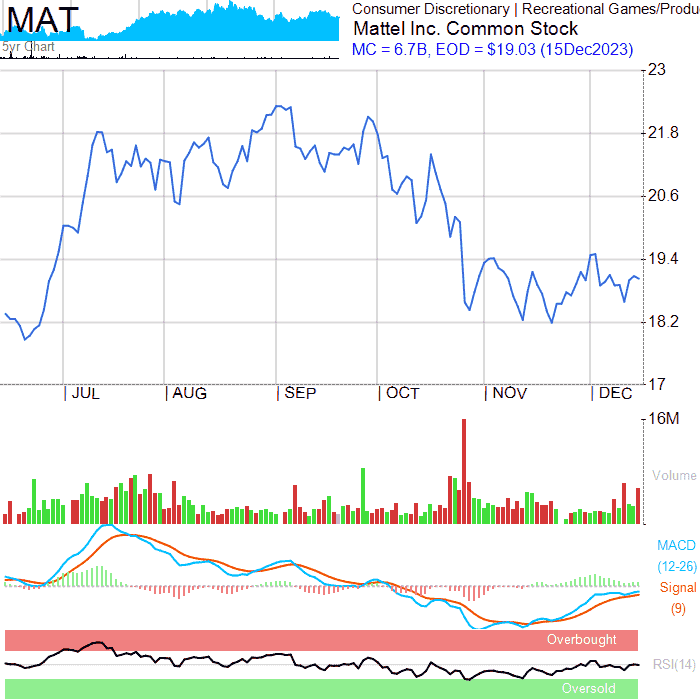 MAT
5yr Chart
Consumer Discretionary | Recreational Games/Produ
Mattel Inc. Common Stock
MC = 6.7B, EOD = $19.03 (15Dec2023)
23
21.8
20.6
19.4
18.2
17
JUL
AUG
SEP
OCT
NOV
DEC
16M
Volume
MACD
(12-26)
Signal
(9)
Overbought
RSI(14)
Oversold